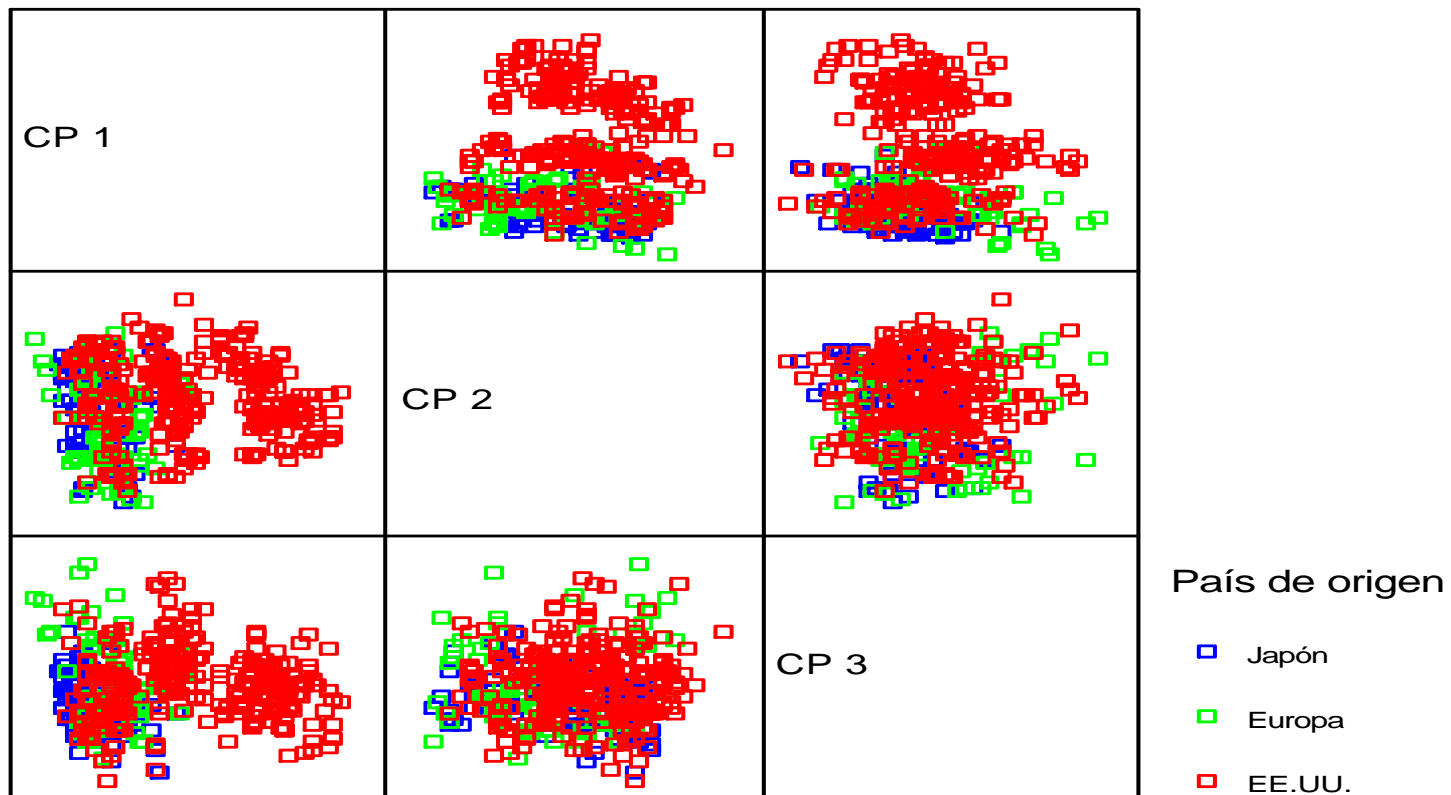 CP 1
CP 2
CP 3
País de origen
Japón
Europa
EE.UU.